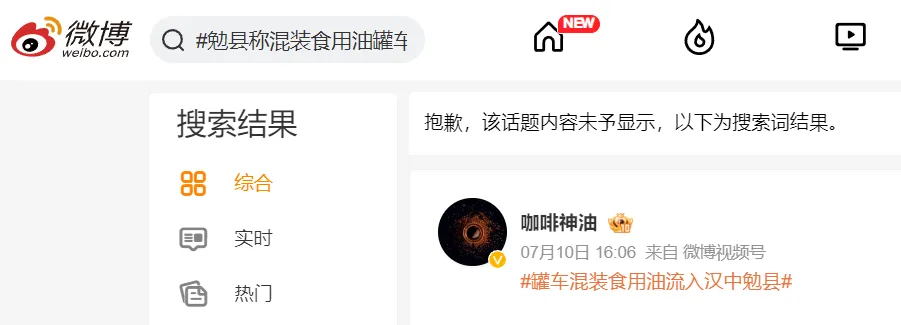 微博
weibo.com
#勉县称混装食用油罐车
NEW
搜索结果
综合
实时
热门
抱歉，该话题内容未予显示，以下为搜索词结果。
咖啡神油
V
07月10日 16:06 来自 微博视频号
#罐车混装食用油流入汉中勉县#